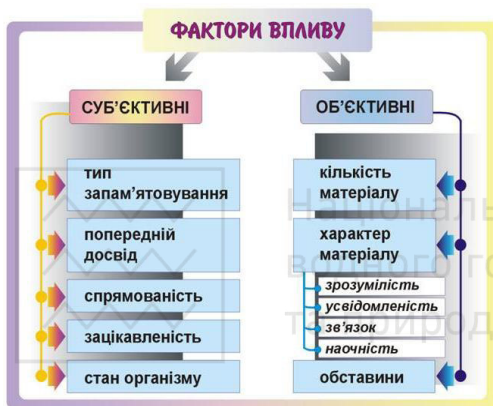 ФАКТОРИ ВПЛИВУ
СУБ'ЄКТИВНІ
тип
запам'ятовування
попередній
досвід
спрямованість
зацікавленість
стан організму
ОБ'ЄКТИВНІ
кількість
матеріалу
характер
матеріалу
зрозумілість
усвідомленість
зв'язок
наочність
обставини